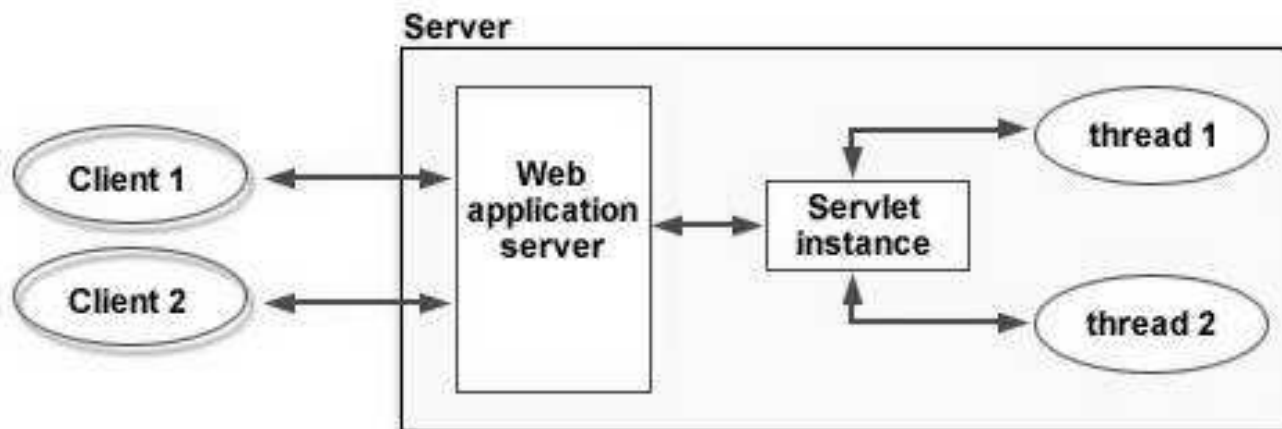 Server
Client 1
Client 2
Web
application
server
Servlet
instance
thread 1
thread 2